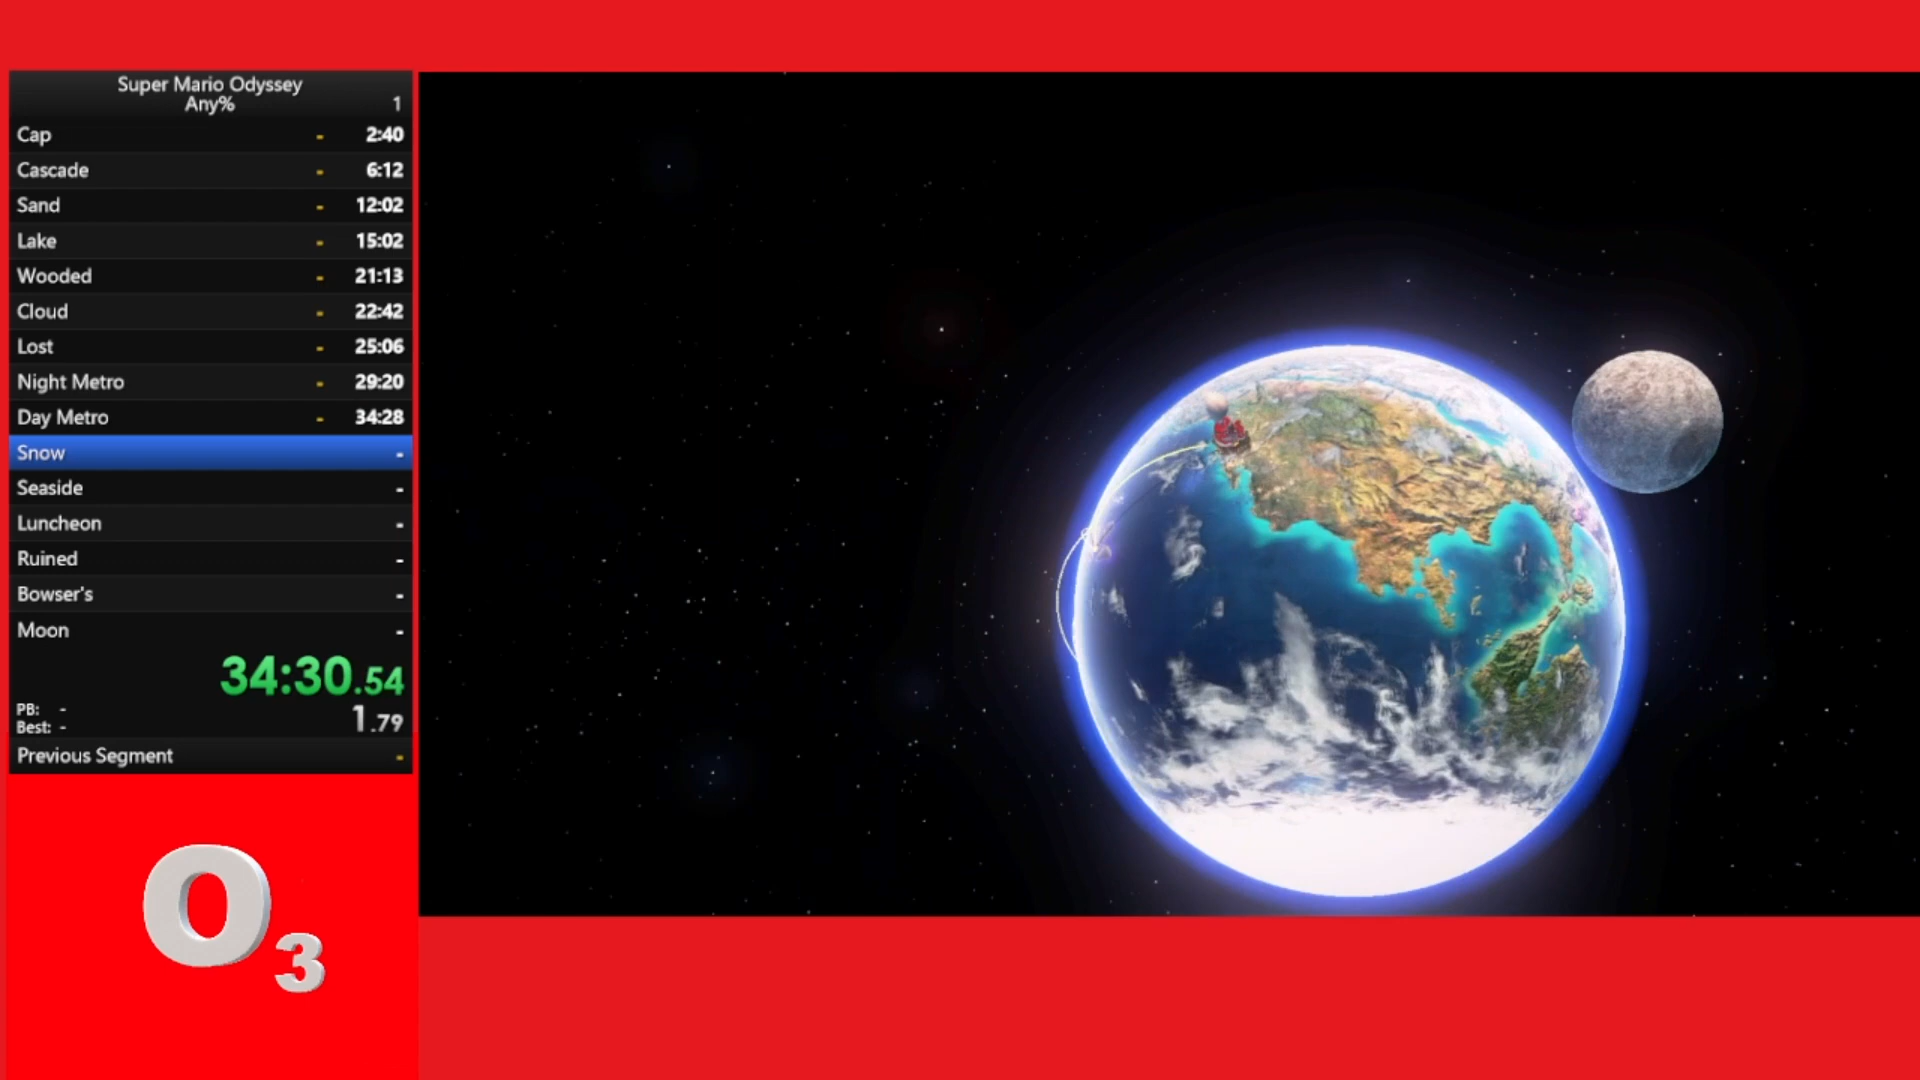 Super Mario Odyssey
Any% 1
Cap - 2:40
Cascade - 6:12
Sand - 12:02
Lake - 15:02
Wooded - 21:13
Cloud - 22:42
Lost - 25:06
Night Metro - 29:20
Day Metro - 34:28
Snow -
Seaside -
Luncheon -
Ruined -
Bowser's -
Moon -
34:30.54
PB: -
Best: - 1.79
Previous Segment -
O3